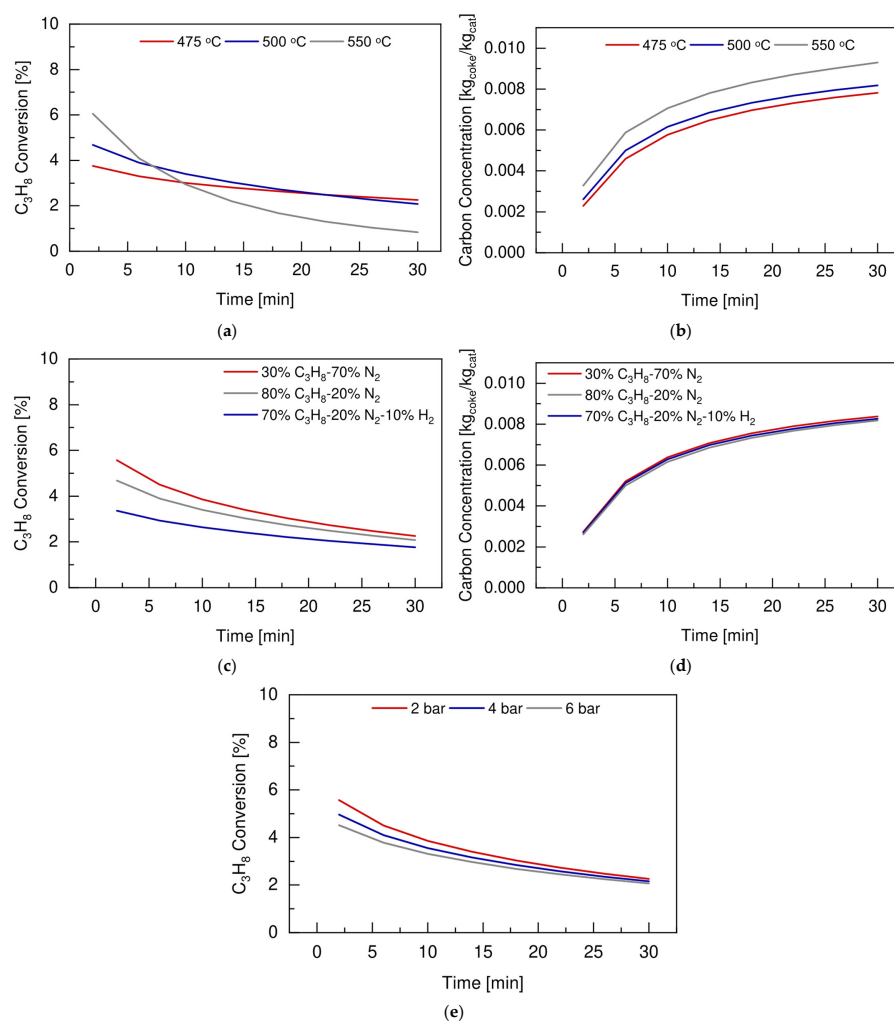 10
8
6
4
2
0
C₃H₈ Conversion [%]
475 ºC 500 ºC 550 ºC
0 5 10 15 20 25 30
Time [min]
(a)
0.010
0.008
0.006
0.004
0.002
0.000
Carbon Concentration [kgcoke/kgcat]
475 ºC 500 ºC 550 ºC
0 5 10 15 20 25 30
Time [min]
(b)
10
8
6
4
2
0
C₃H₈ Conversion [%]
30% C₃H₈-70% N₂
80% C₃H₈-20% N₂
70% C₃H₈-20% N₂-10% H₂
0 5 10 15 20 25 30
Time [min]
(c)
0.010
0.008
0.006
0.004
0.002
0.000
Carbon Concentration [kgcoke/kgcat]
30% C₃H₈-70% N₂
80% C₃H₈-20% N₂
70% C₃H₈-20% N₂-10% H₂
0 5 10 15 20 25 30
Time [min]
(d)
10
8
6
4
2
0
C₃H₈ Conversion [%]
2 bar 4 bar 6 bar
0 5 10 15 20 25 30
Time [min]
(e)